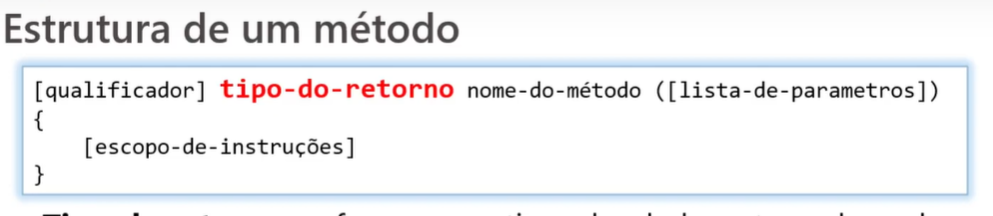 Estrutura de um método
[qualificador] tipo-do-retorno nome-do-método ([lista-de-parametros])
{
[escopo-de-instruções]
}